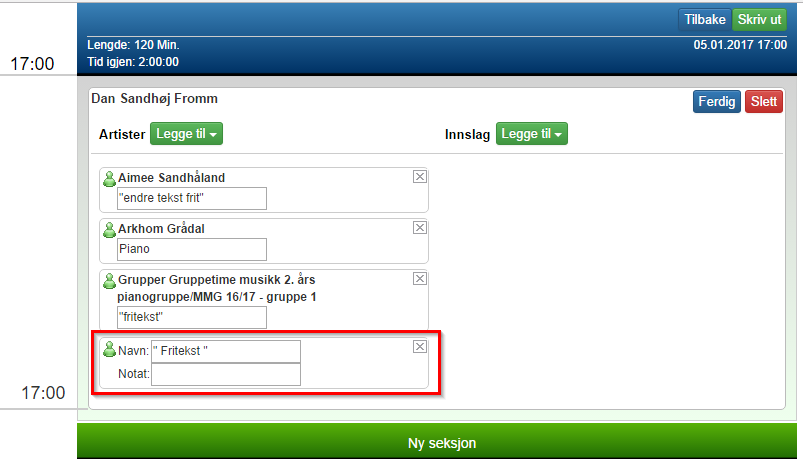 Tilbake Skriv ut
Lengde: 120 Min. 05.01.2017 17:00
Tid igjen: 2:00:00
17:00
Dan Sandhøj Fromm Ferdig Slett
Artister Legge til Innslag Legge til
Aimee Sandhåland
"endre tekst frit"
Arkhom Grådal
Piano
Grupper Gruppetime musikk 2. års
pianogruppe/MMG 16/17 - gruppe 1
"fritekst"
Navn: " Fritekst "
Notat:
17:00
Ny seksjon